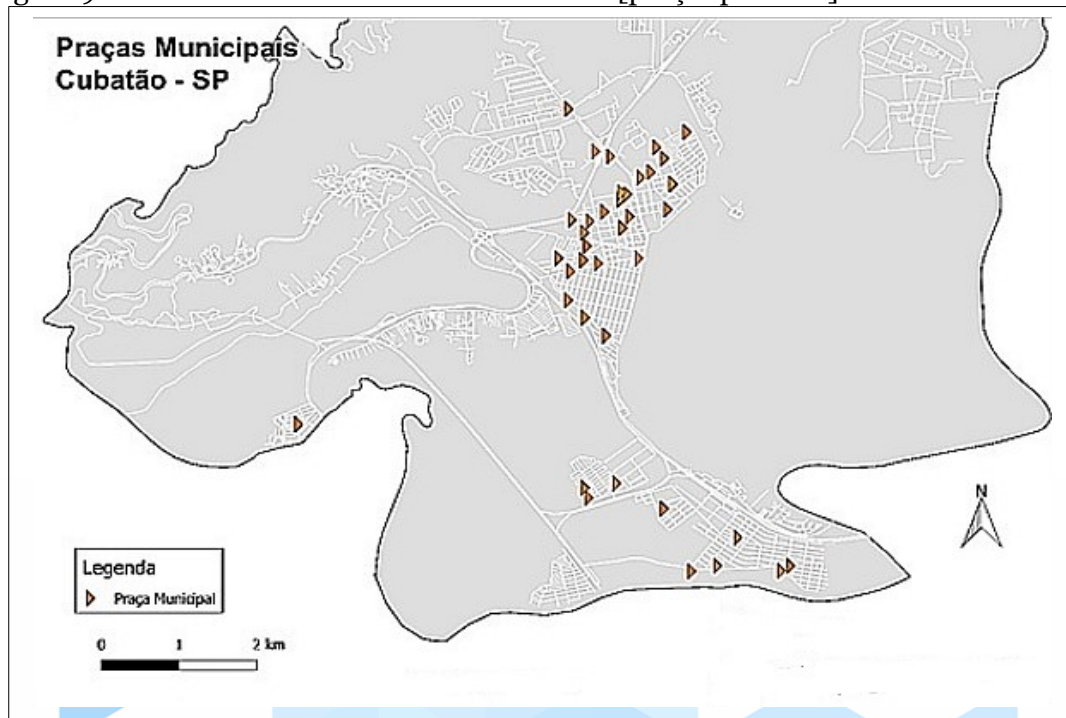 Praças Municipais
Cubatão - SP
N
Legenda
Praça Municipal
0 1 2 km